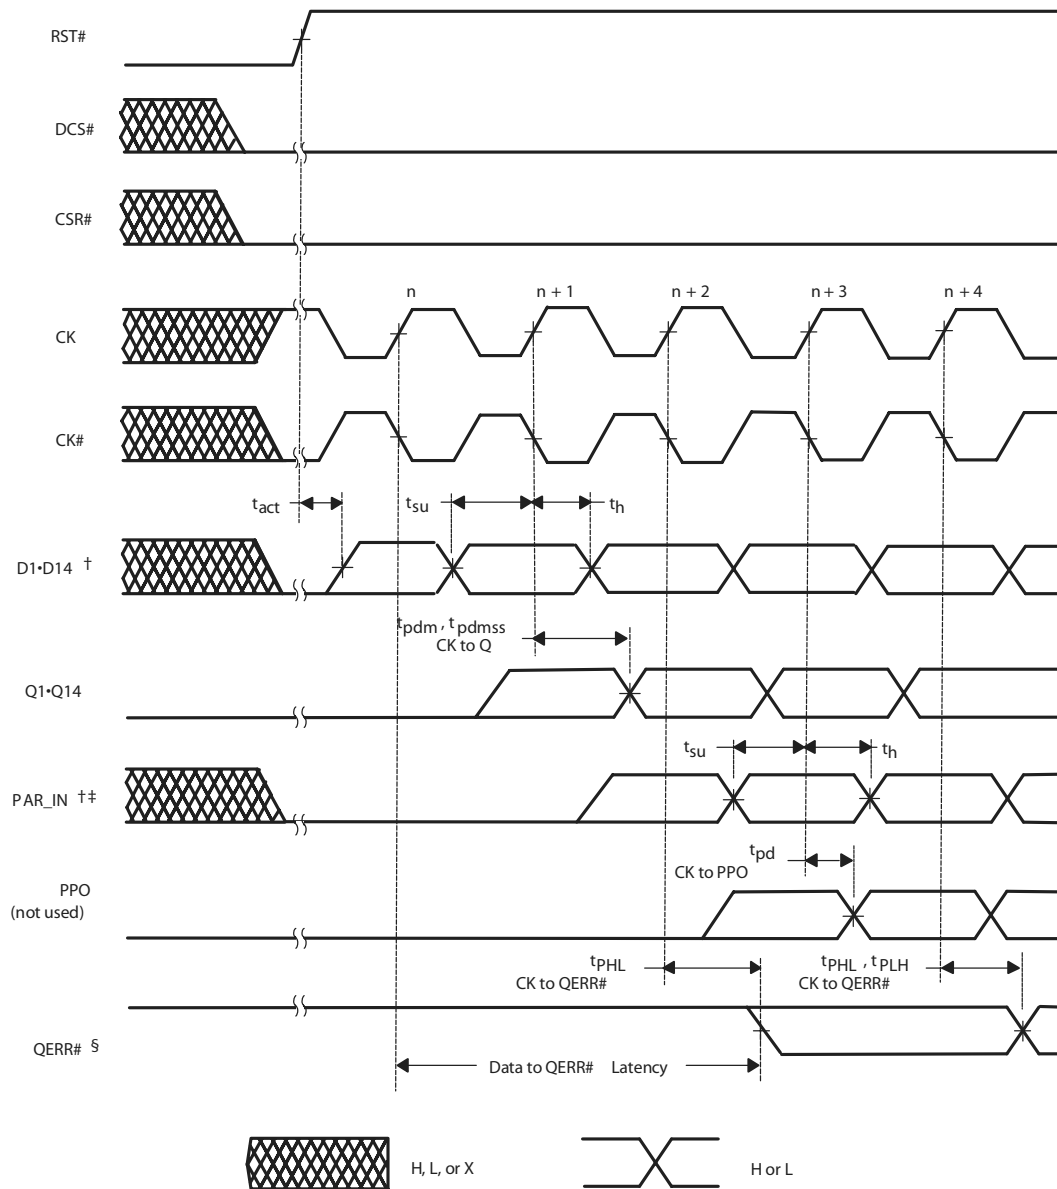 RST#
DCS#
CSR#
n
n + 1
n + 2
n + 3
n + 4
CK
CK#
tact
tsu
th
D1•D14 †
tpdm , tpdmss
CK to Q
Q1•Q14
tsu
th
PAR_IN †‡
tpd
CK to PPO
PPO
(not used)
tPHL
CK to QERR#
tPHL , tPLH
CK to QERR#
QERR# §
Data to QERR# Latency
H, L, or X
H or L